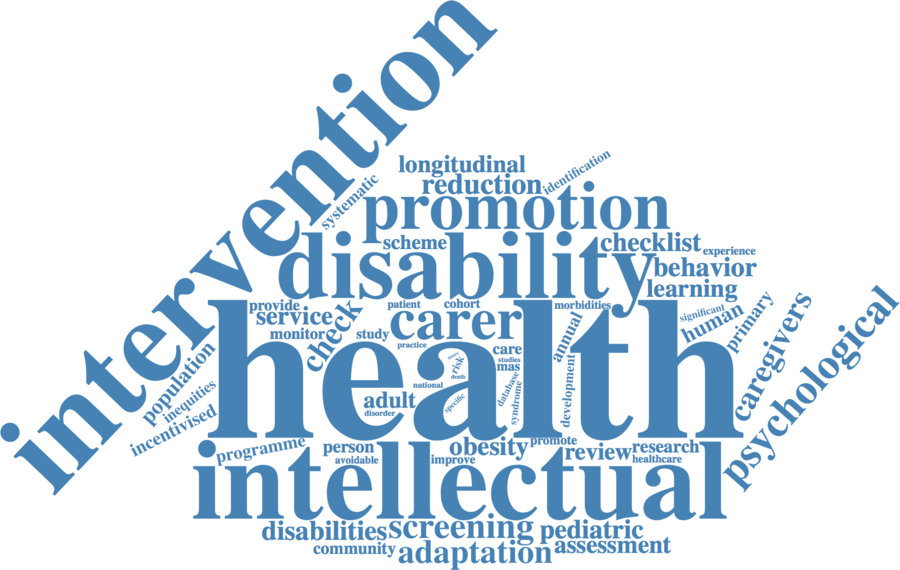 intervention
longitudinal
identification
reduction
systematic
promotion
scheme
disability
checklist
experience
behavior
learning
provide
patient
cohort
morbidities
service
check
carer
significant
human
primary
monitor
study
annual
caregivers
psychological
practice
health
care
population
risk
studies
mas
death
development
inequities
national
database
syndrome
adult
specific
incentivised
disorder
programme
person
obesity
promote
review
research
avoidable
improve
healthcare
intellectual
disabilities
screening
pediatric
community
adaptation
assessment